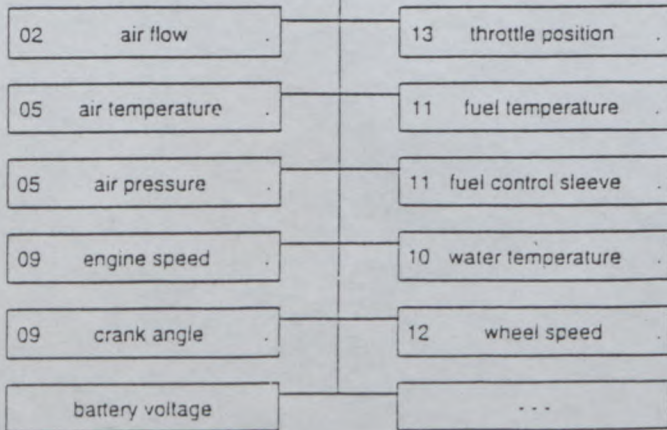 02 air flow .
13 throttle position .
05 air temperature .
11 fuel temperature .
05 air pressure .
11 fuel control sleeve .
09 engine speed .
10 water temperature .
09 crank angle .
12 wheel speed .
battery voltage
- - -